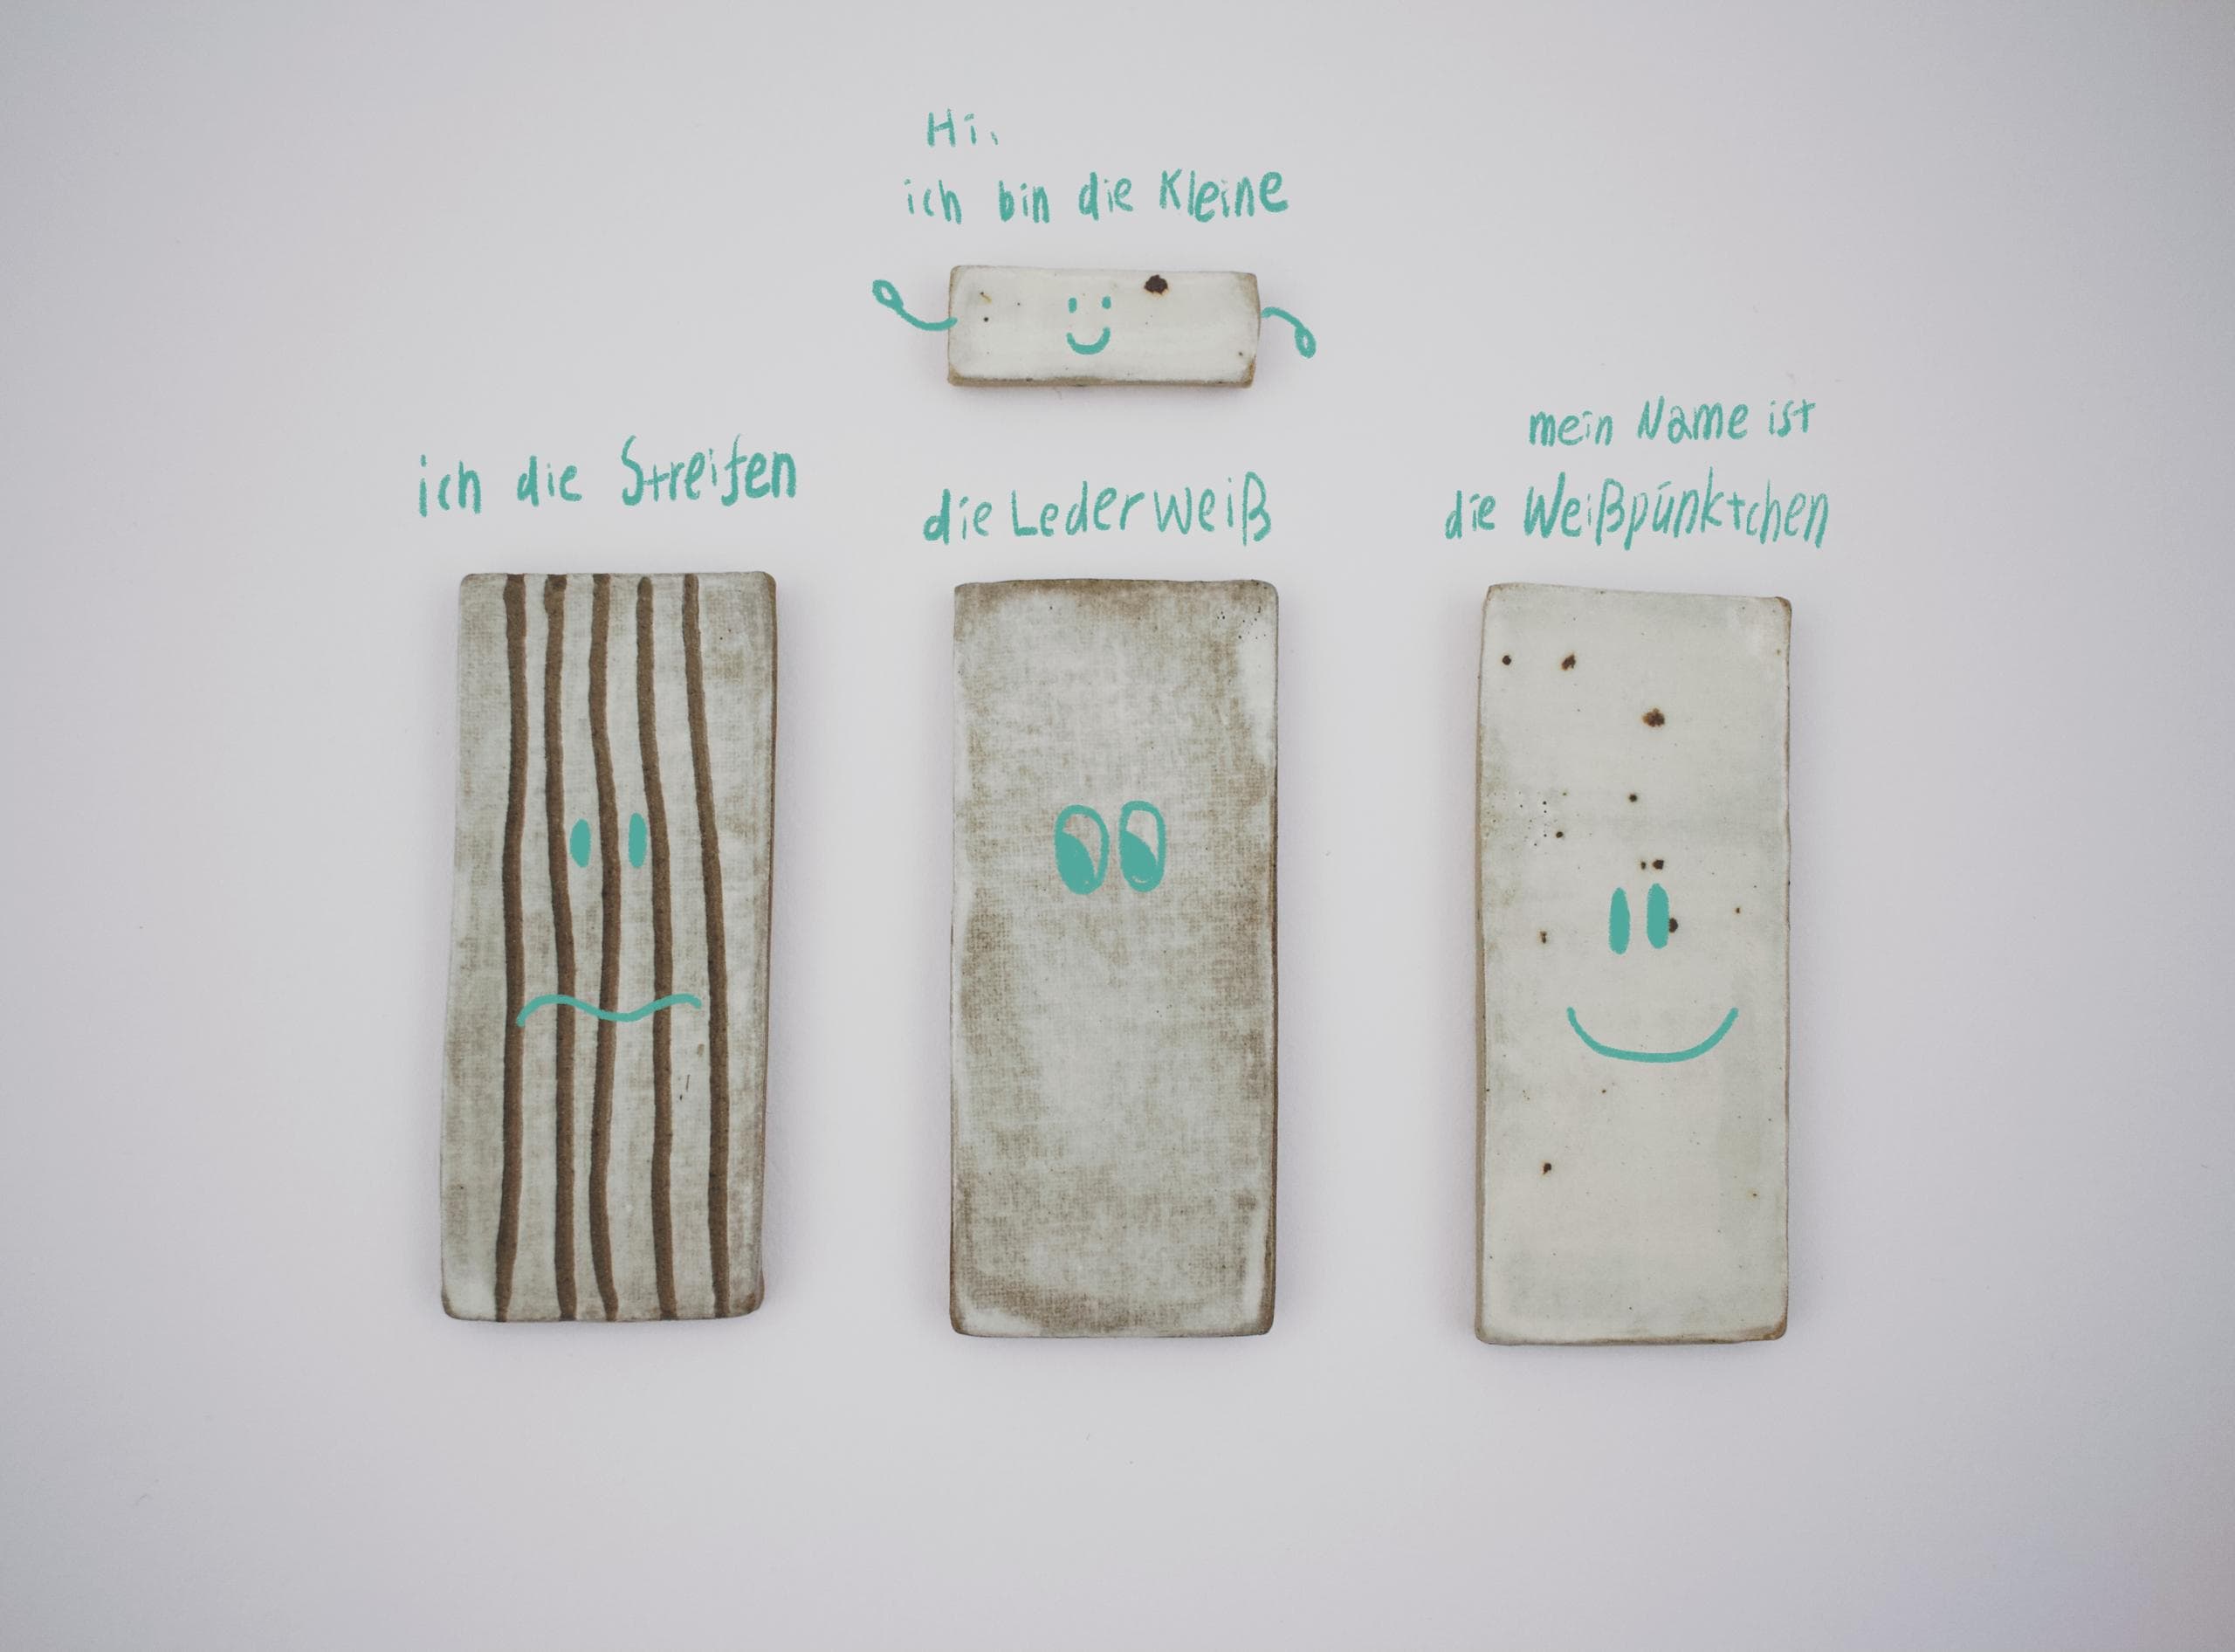 Hi,
ich bin die Kleine
ich die Streifen
die Lederweiß
mein Name ist
die Weißpünktchen